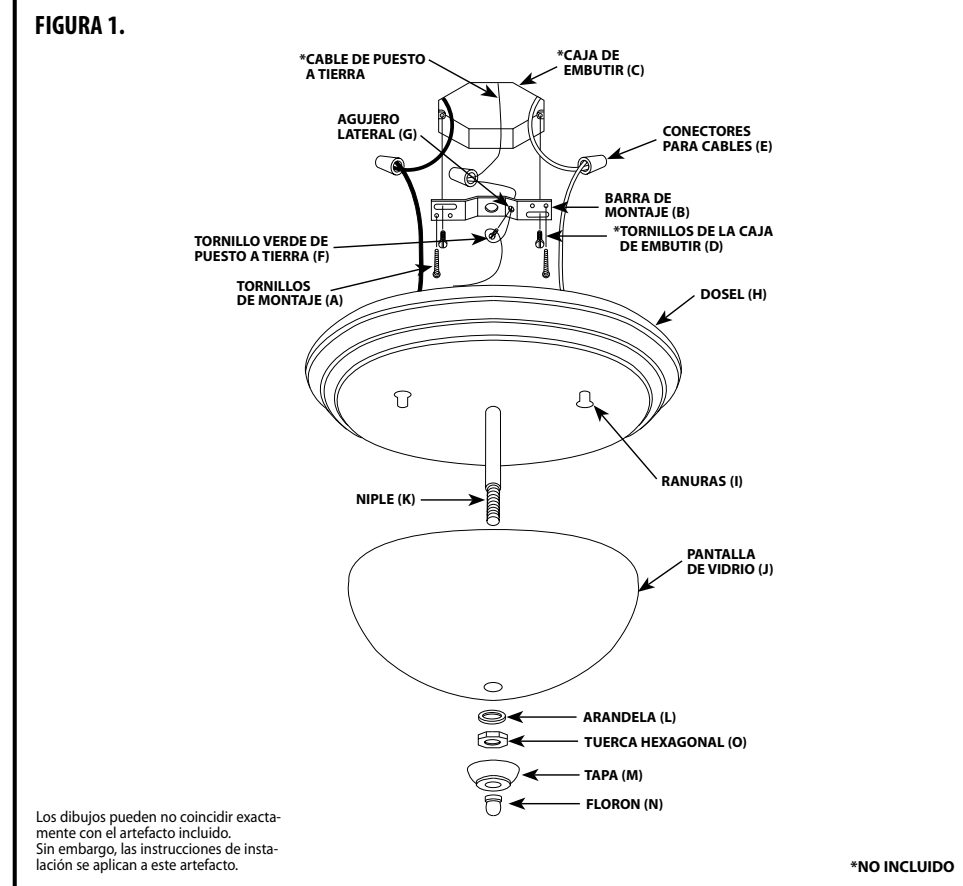 FIGURA 1.
*CABLE DE PUESTO
A TIERRA
*CAJA DE
EMBUTIR (C)
AGUJERO
LATERAL (G)
CONECTORES
PARA CABLES (E)
BARRA DE
MONTAJE (B)
TORNILLO VERDE DE
PUESTO A TIERRA (F)
*TORNILLOS DE LA CAJA
DE EMBUTIR (D)
TORNILLOS
DE MONTAJE (A)
DOSEL (H)
RANURAS (I)
NIPLE (K)
PANTALLA
DE VIDRIO (J)
ARANDELA (L)
TUERCA HEXAGONAL (O)
TAPA (M)
FLORON (N)
Los dibujos pueden no coincidir exacta-
mente con el artefacto incluido.
Sin embargo, las instrucciones de insta-
lación se aplican a este artefacto.
*NO INCLUIDO